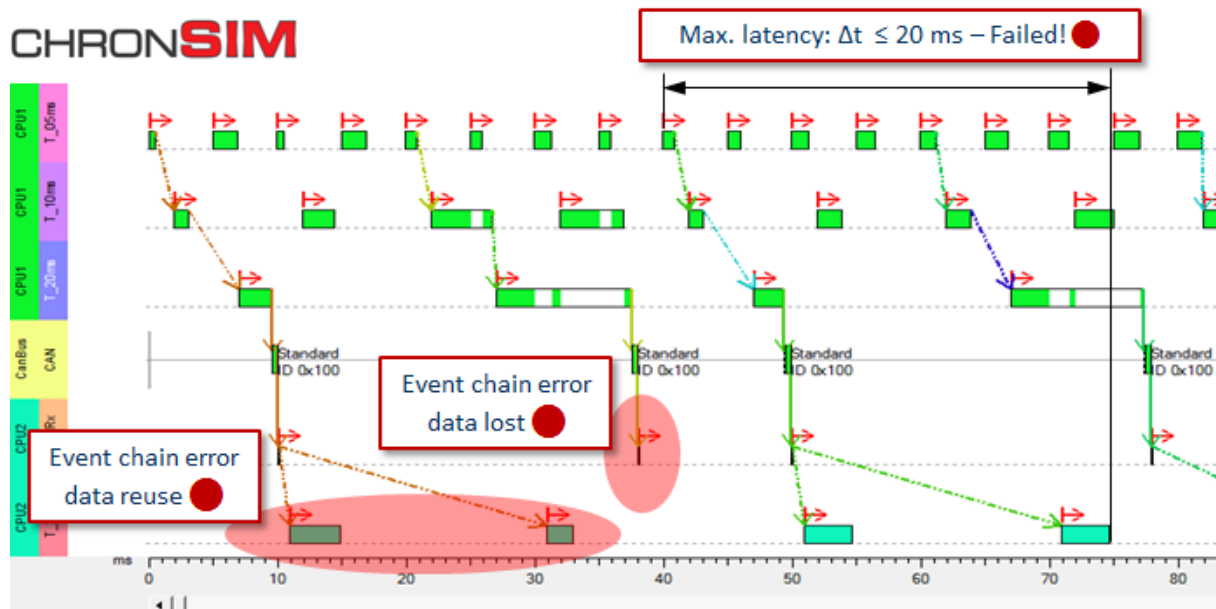 CHRONSIM
Max. latency: Δt ≤ 20 ms – Failed!
CPU1
T_05ms
CPU1
T_10ms
CPU1
T_20ms
CanBus
CAN
Standard
ID 0x100
Standard
ID 0x100
Standard
ID 0x100
Standard
ID 0x100
Event chain error
data lost
CPU2
Rx
Event chain error
data reuse
CPU2
ms
0
10
20
30
40
50
60
70
80